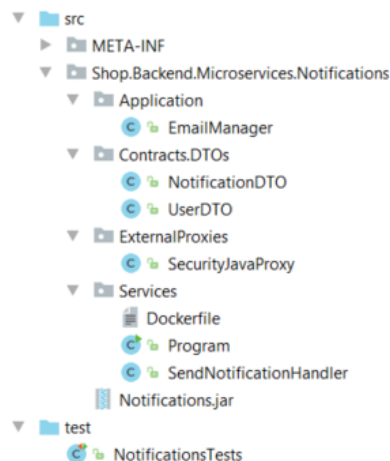 src
META-INF
Shop.Backend.Microservices.Notifications
Application
EmailManager
Contracts.DTOs
NotificationDTO
UserDTO
ExternalProxies
SecurityJavaProxy
Services
Dockerfile
Program
SendNotificationHandler
Notifications.jar
test
NotificationsTests